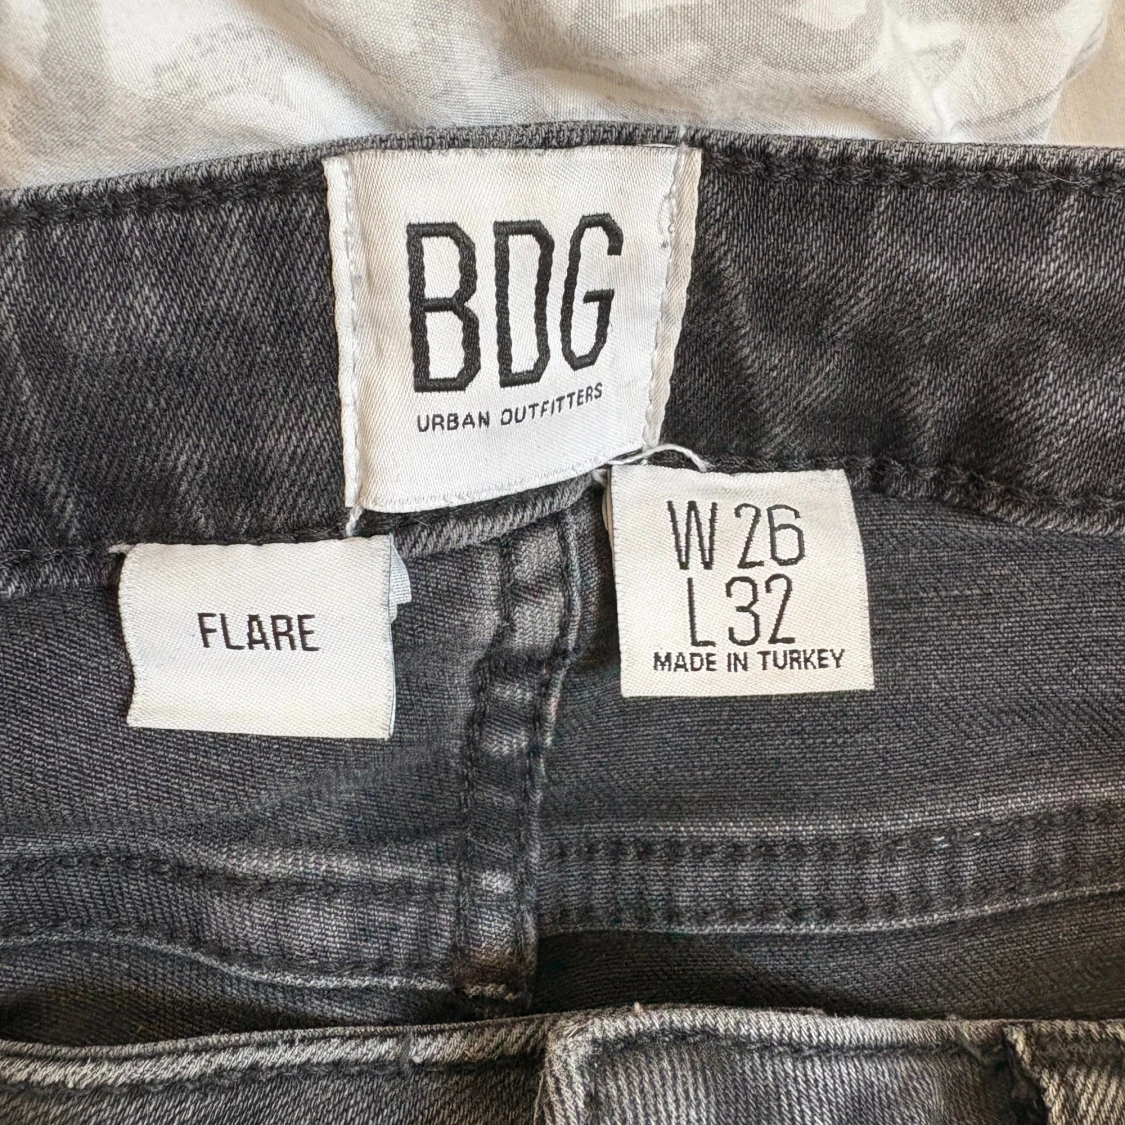 BDG
URBAN OUTFITTERS
FLARE
W 26
L 32
MADE IN TURKEY